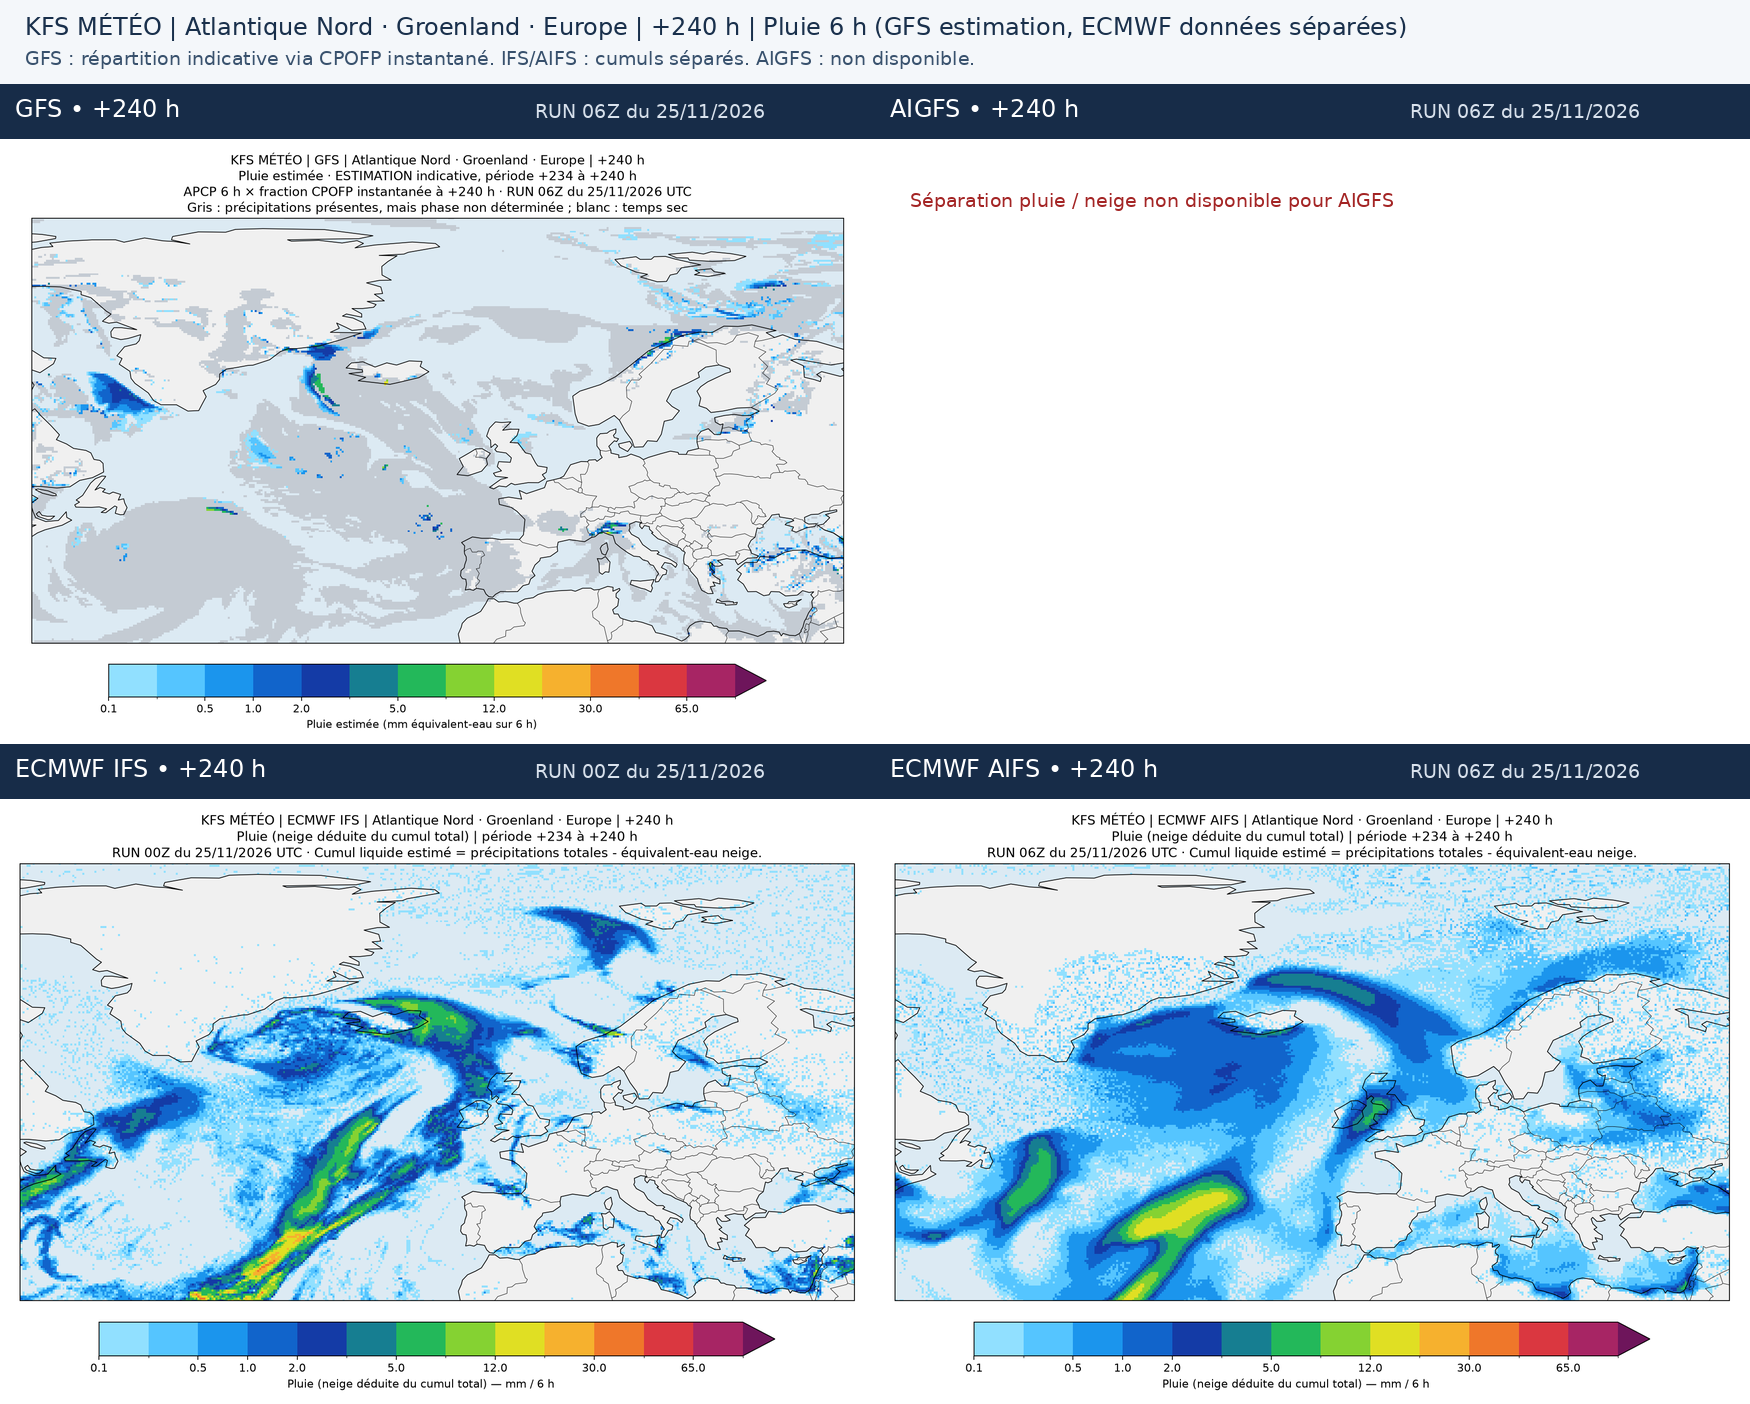 KFS MÉTÉO | Atlantique Nord · Groenland · Europe | +240 h | Pluie 6 h (GFS estimation, ECMWF données séparées)
GFS : répartition indicative via CPOFP instantané. IFS/AIFS : cumuls séparés. AIGFS : non disponible.
GFS • +240 h
RUN 06Z du 25/11/2026
AIGFS • +240 h
RUN 06Z du 25/11/2026
KFS MÉTÉO | GFS | Atlantique Nord · Groenland · Europe | +240 h
Pluie estimée · ESTIMATION indicative, période +234 à +240 h
APCP 6 h × fraction CPOFP instantanée à +240 h · RUN 06Z du 25/11/2026 UTC
Gris : précipitations présentes, mais phase non déterminée ; blanc : temps sec
Séparation pluie / neige non disponible pour AIGFS
0.1 0.5 1.0 2.0 5.0 12.0 30.0 65.0
Pluie estimée (mm équivalent-eau sur 6 h)
ECMWF IFS • +240 h
RUN 00Z du 25/11/2026
ECMWF AIFS • +240 h
RUN 06Z du 25/11/2026
KFS MÉTÉO | ECMWF IFS | Atlantique Nord · Groenland · Europe | +240 h
Pluie (neige déduite du cumul total) | période +234 à +240 h
RUN 00Z du 25/11/2026 UTC · Cumul liquide estimé = précipitations totales - équivalent-eau neige.
0.1 0.5 1.0 2.0 5.0 12.0 30.0 65.0
Pluie (neige déduite du cumul total) — mm / 6 h
KFS MÉTÉO | ECMWF AIFS | Atlantique Nord · Groenland · Europe | +240 h
Pluie (neige déduite du cumul total) | période +234 à +240 h
RUN 06Z du 25/11/2026 UTC · Cumul liquide estimé = précipitations totales - équivalent-eau neige.
0.1 0.5 1.0 2.0 5.0 12.0 30.0 65.0
Pluie (neige déduite du cumul total) — mm / 6 h